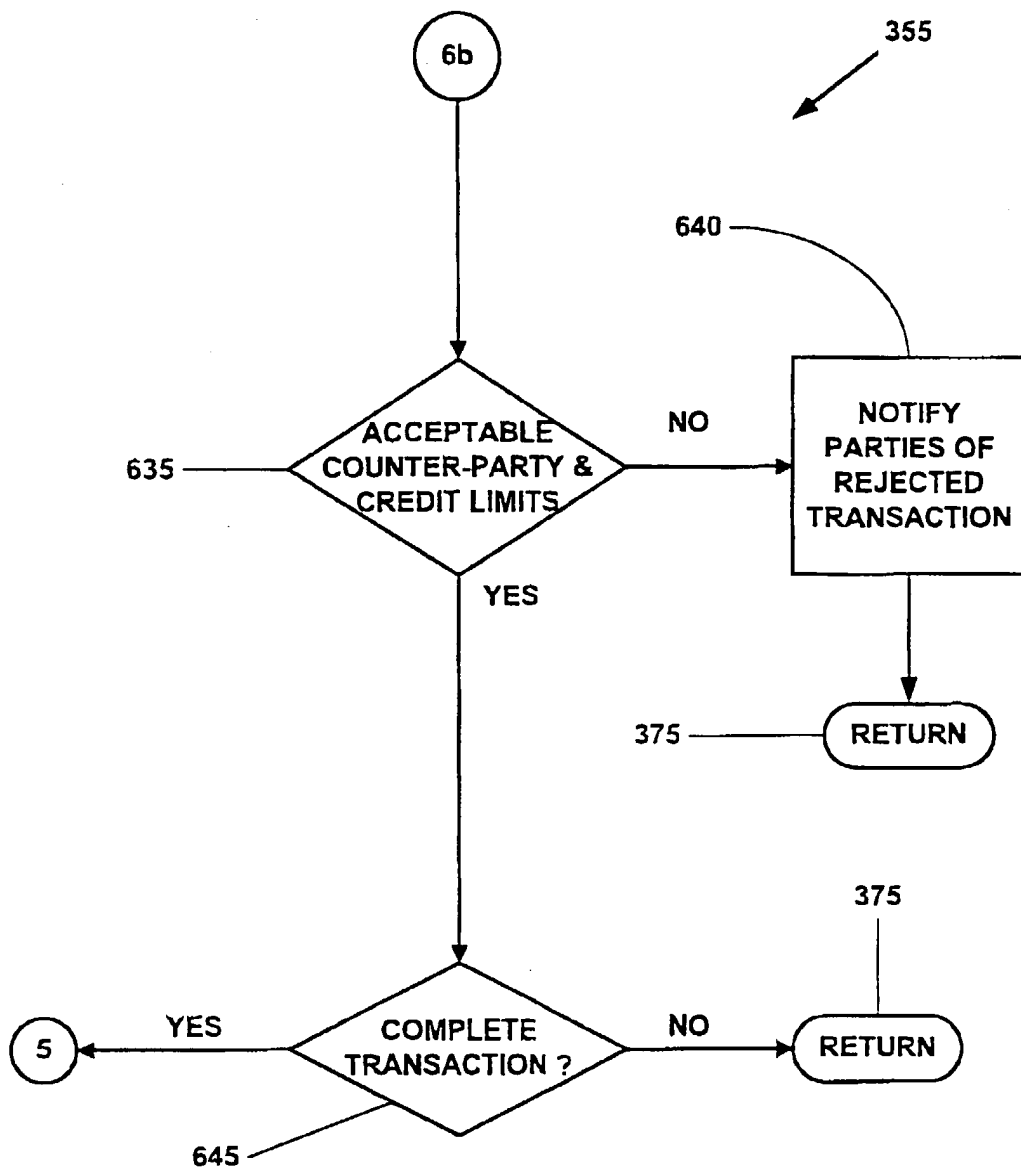 6b
355
640
ACCEPTABLE
COUNTER-PARTY &
CREDIT LIMITS
635
NO
NOTIFY
PARTIES OF
REJECTED
TRANSACTION
YES
375
RETURN
375
5
YES
COMPLETE
TRANSACTION ?
NO
RETURN
645